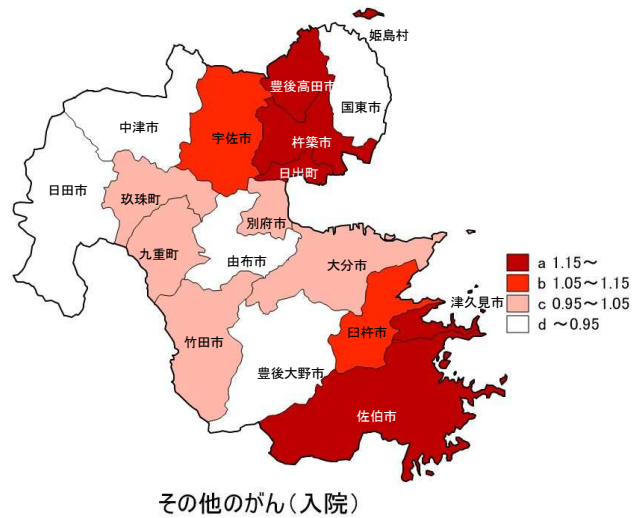 姫島村
豊後高田市
国東市
中津市
宇佐市
杵築市
日出町
日田市
玖珠町
別府市
九重町
由布市
大分市
a 1.15～
b 1.05～1.15
津久見市
c 0.95～1.05
d ～0.95
臼杵市
竹田市
豊後大野市
佐伯市
その他のがん（入院）